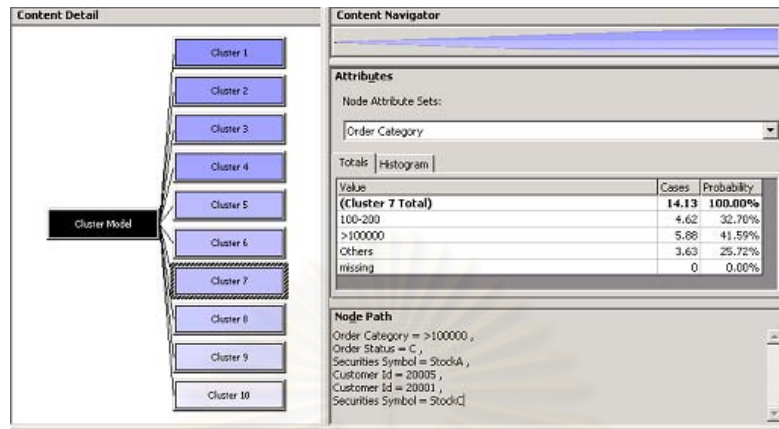 Content Detail
Cluster Model
Cluster 1
Cluster 2
Cluster 3
Cluster 4
Cluster 5
Cluster 6
Cluster 7
Cluster 8
Cluster 9
Cluster 10
Content Navigator
Attributes
Node Attribute Sets:
Order Category
Totals Histogram
Value Cases Probability
(Cluster 7 Total) 14.13 100.00%
100-200 4.62 32.70%
>100000 5.88 41.59%
Others 3.63 25.72%
missing 0 0.00%
Node Path
Order Category = >100000 ,
Order Status = C ,
Securities Symbol = StockA ,
Customer Id = 20005 ,
Customer Id = 20001 ,
Securities Symbol = StockC